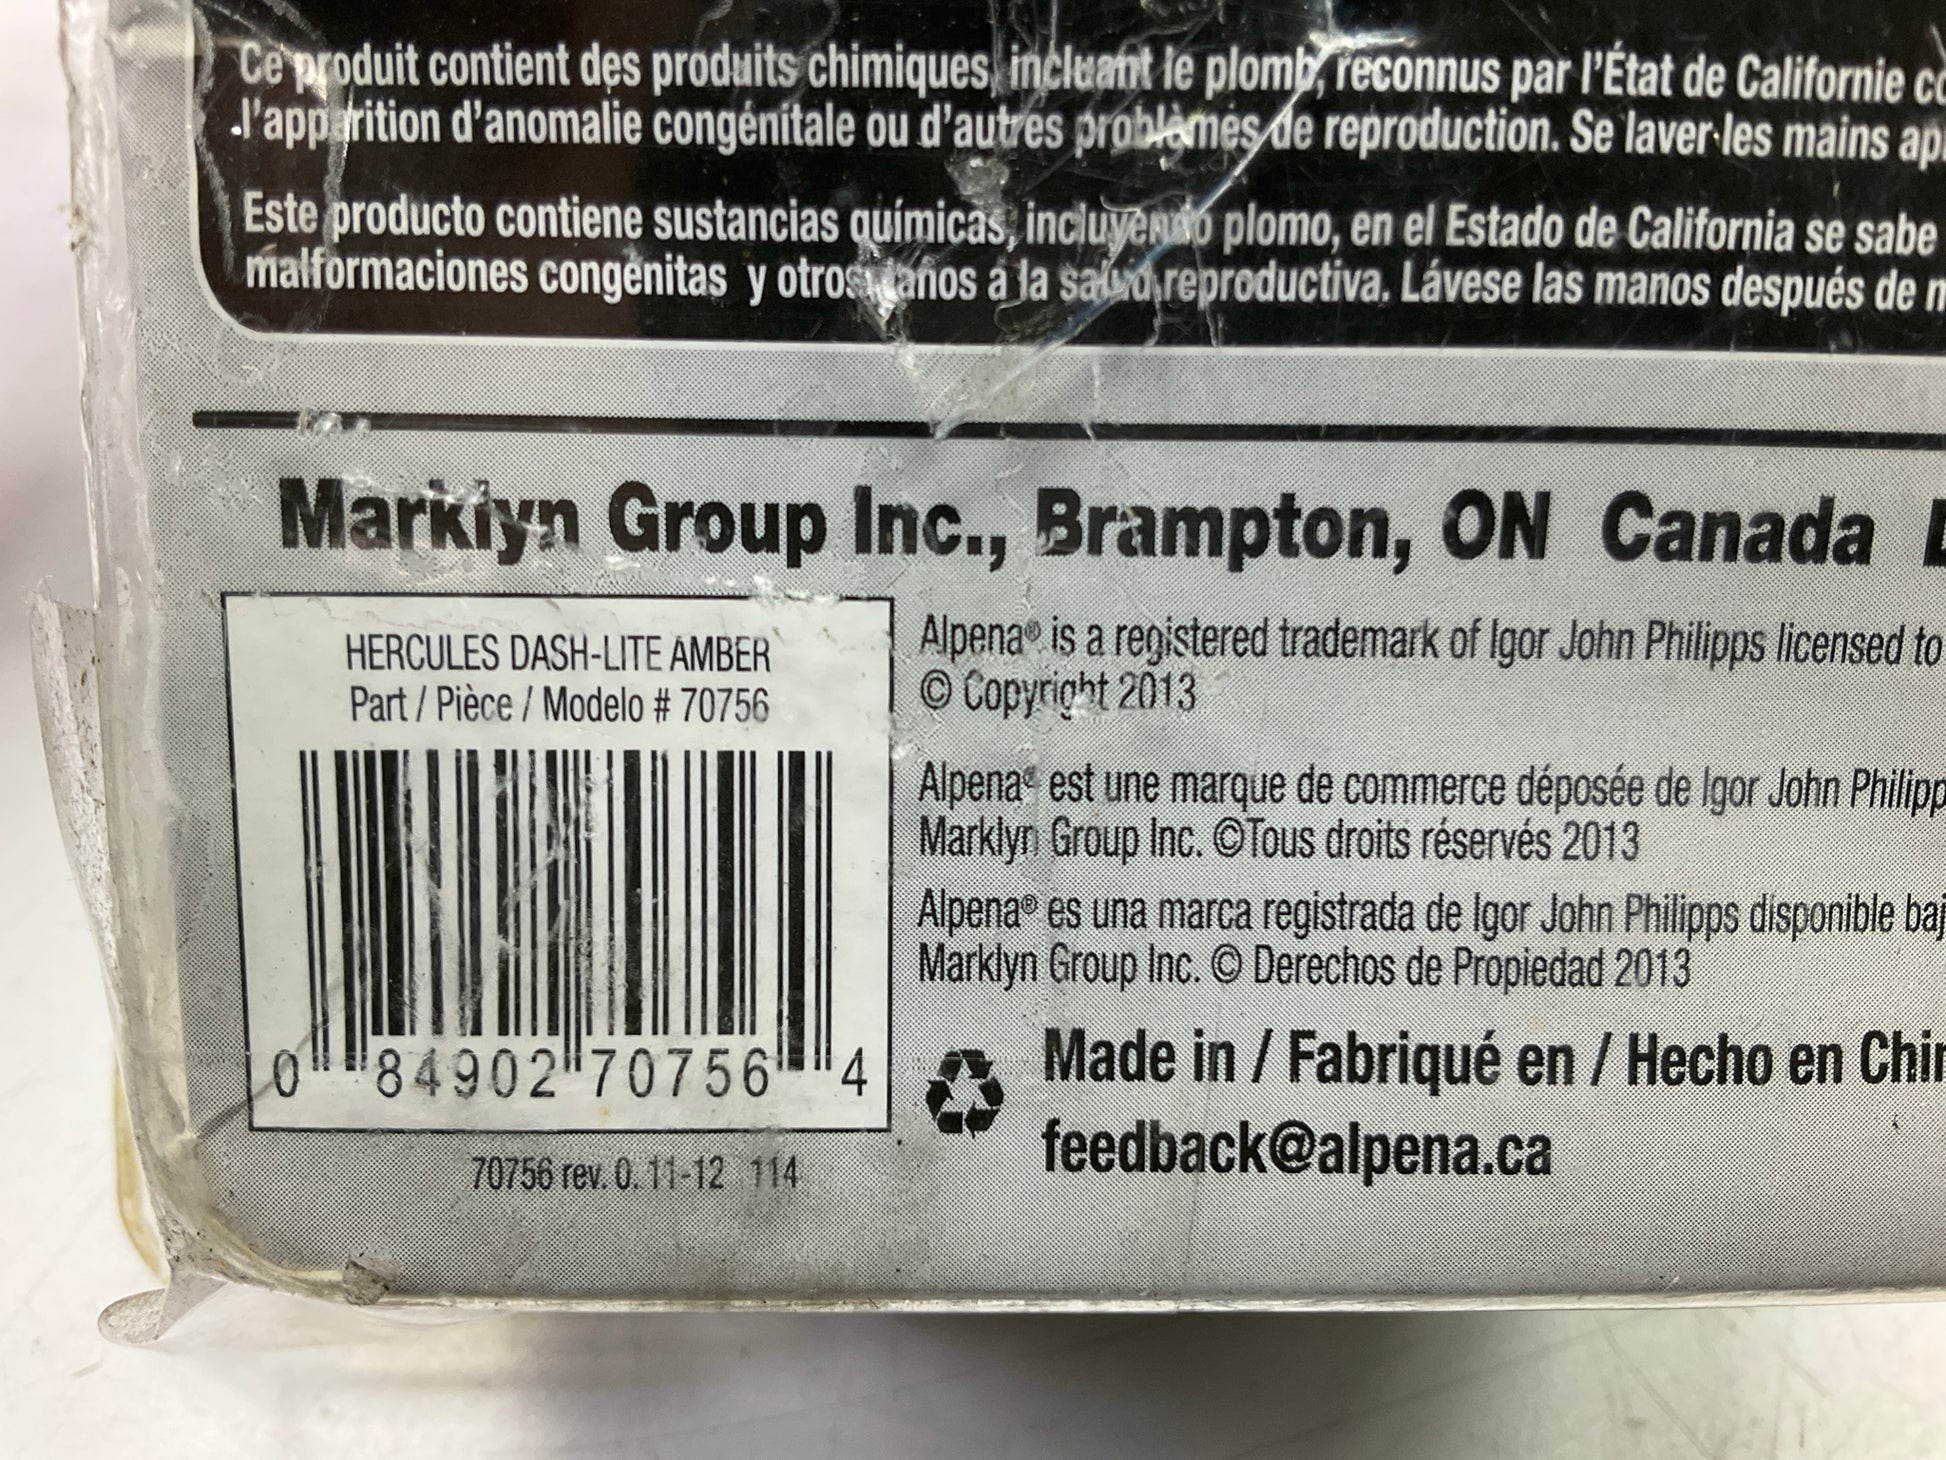 Ce produit contient des produits chimiques, incluant le plomb, reconnus par l'État de Californie
l'apparition d'anomalie congénitale ou d'autres problèmes de reproduction. Se laver les mains
Este producto contiene sustancias químicas, incluyendo plomo, en el Estado de California se sabe
malformaciones congénitas y otros daños a la salud reproductiva. Lávese las manos después de
Marklyn Group Inc., Brampton, ON Canada
HERCULES DASH-LITE AMBER
Part / Pièce / Modelo # 70756
0 84902 70756 4
70756 rev. 0. 11-12 114
Alpena® is a registered trademark of Igor John Philipps licensed to
© Copyright 2013
Alpena® est une marque de commerce déposée de Igor John Philipp
Marklyn Group Inc. ©Tous droits réservés 2013
Alpena® es una marca registrada de Igor John Philipps disponible baj
Marklyn Group Inc. © Derechos de Propiedad 2013
Made in / Fabriqué en / Hecho en Chin
feedback@alpena.ca